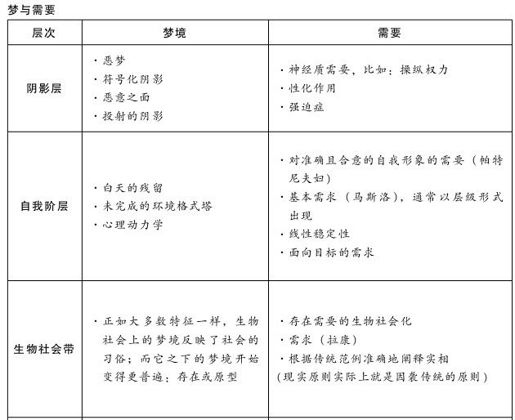 梦与需要
层次 梦境 需要
阴影层
·恶梦
·符号化阴影
·恶意之面
·投射的阴影
·神经质需要，比如：操纵权力
·性化作用
·强迫症
自我阶层
·白天的残留
·未完成的环境格式塔
·心理动力学
·对准确且合意的自我形象的需要（帕特
尼夫妇）
·基本需求（马斯洛），通常以层级形式
出现
·线性稳定性
·面向目标的需求
生物社会带
·正如大多数特征一样，生物
社会上的梦境反映了社会的
习俗；而它之下的梦境开始
变得更普遍：存在或原型
·存在需要的生物社会化
·需求（拉康）
·根据传统范例准确地阐释实相
(现实原则实际上就是因袭传统的原则）